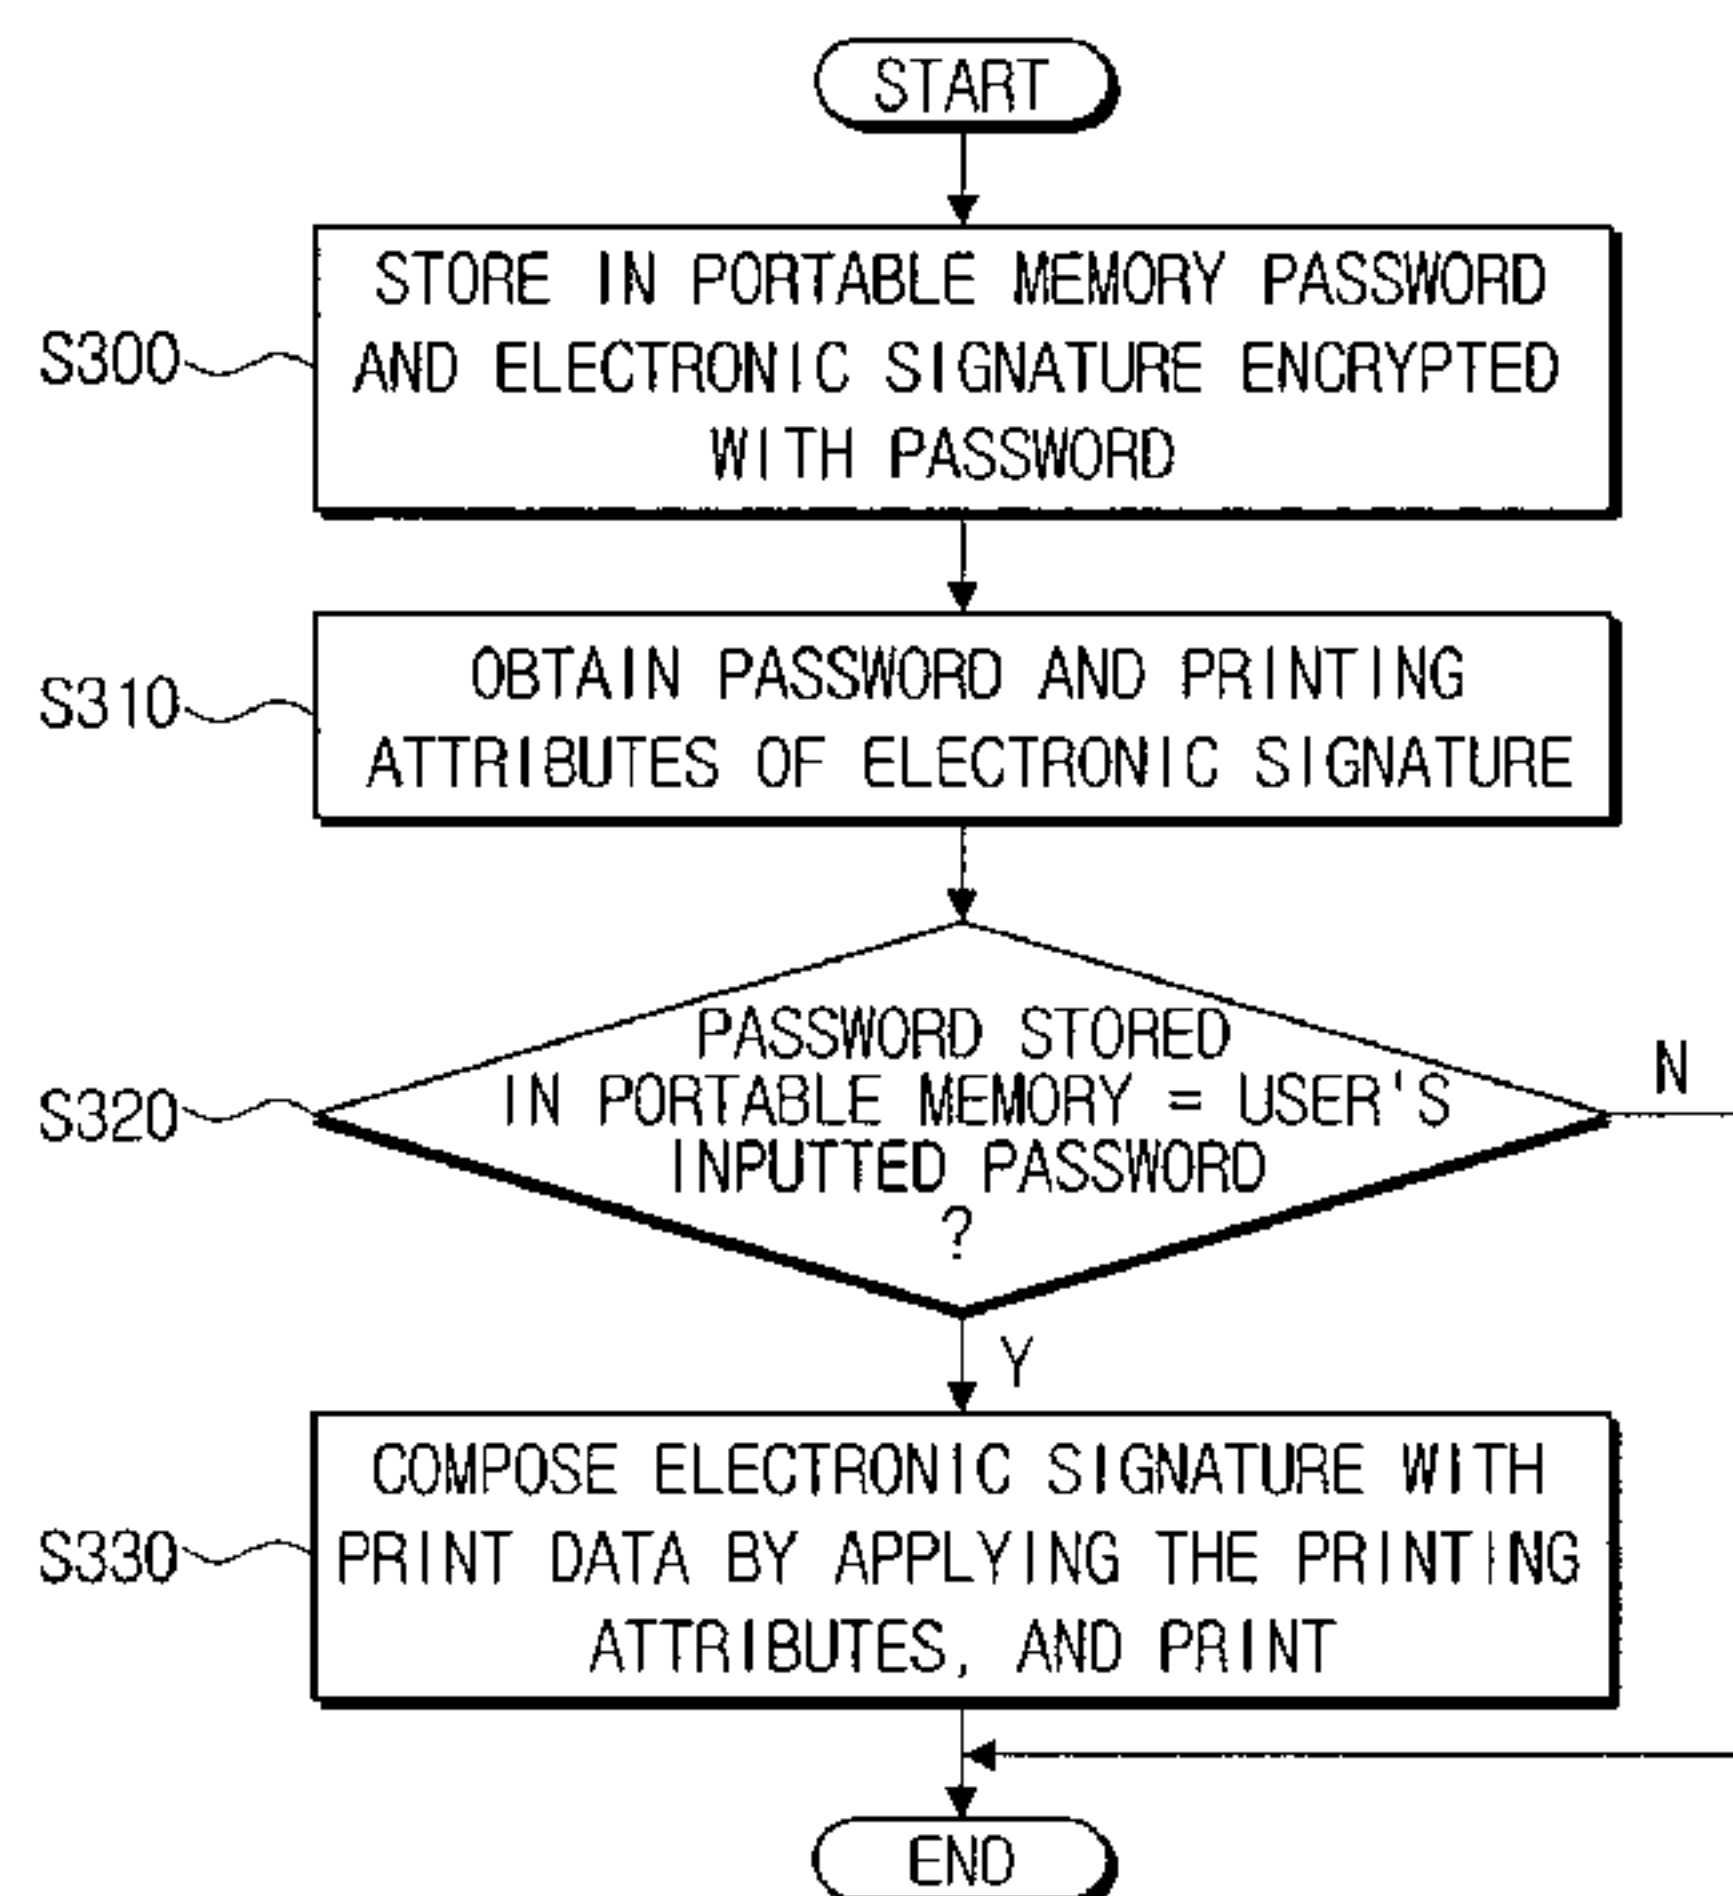 START
STORE IN PORTABLE MEMORY PASSWORD
S300
AND ELECTRONIC SIGNATURE ENCRYPTED
WITH PASSWORD
OBTAIN PASSWORD AND PRINTING
S310
ATTRIBUTES OF ELECTRONIC SIGNATURE
PASSWORD STORED
N
S320
IN PORTABLE MEMORY = USER'S
INPUTTED PASSWORD
?
Y
COMPOSE ELECTRONIC SIGNATURE WITH
S330
PRINT DATA BY APPLYING THE PRINTING
ATTRIBUTES, AND PRINT
END